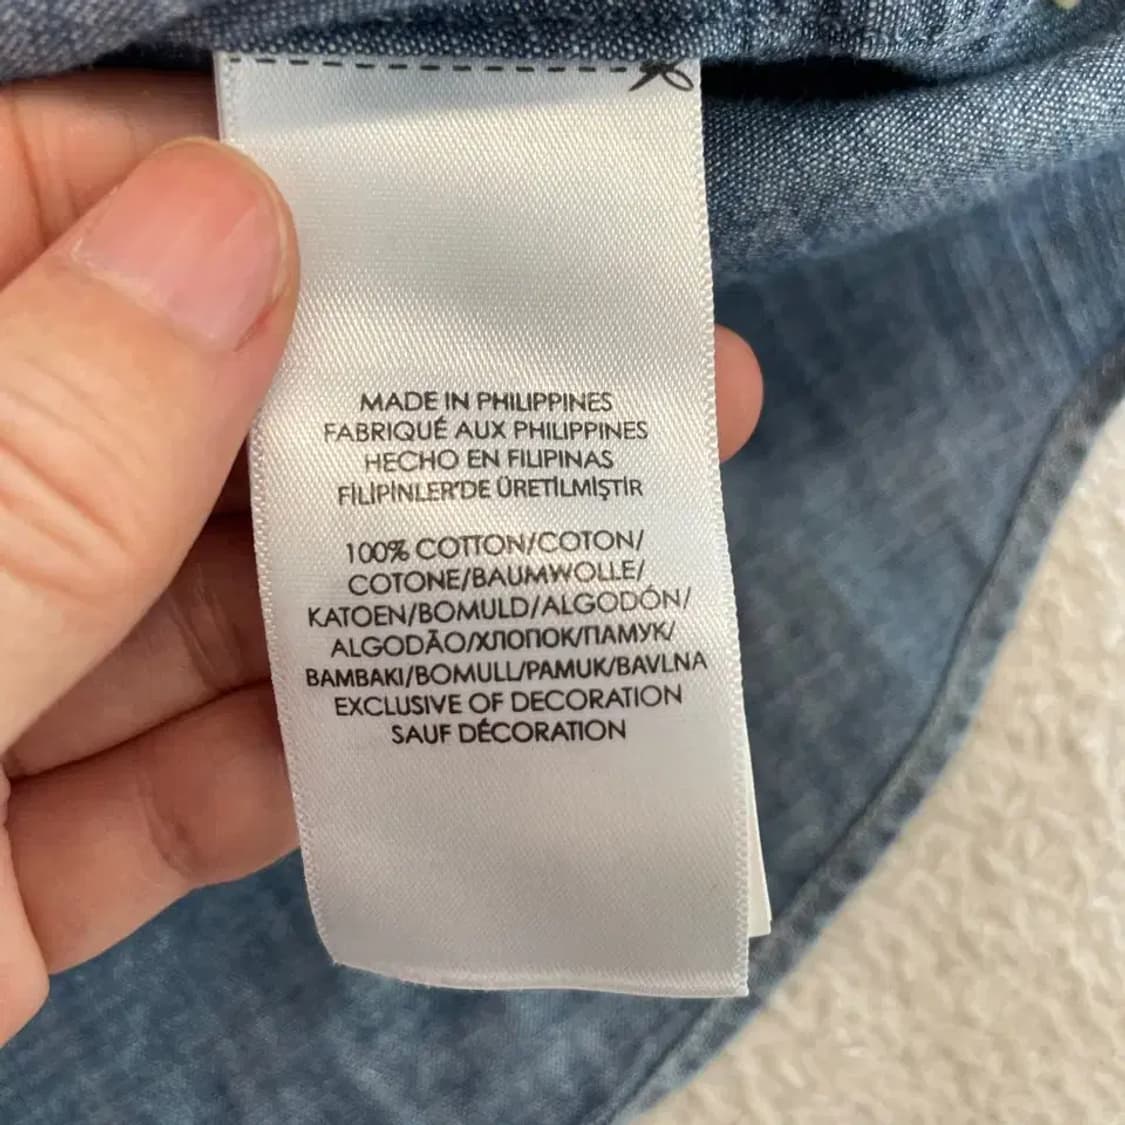 MADE IN PHILIPPINES
FABRIQUÉ AUX PHILIPPINES
HECHO EN FILIPINAS
FİLİPİNLER'DE ÜRETİLMİŞTİR
100% COTTON/COTON/
COTONE/BAUMWOLLE/
KATOEN/BOMULD/ALGODÓN/
ALGODÃO/ХЛОПОК/ПАМУК/
BAMBAKI/BOMULL/PAMUK/BAVLNA
EXCLUSIVE OF DECORATION
SAUF DÉCORATION